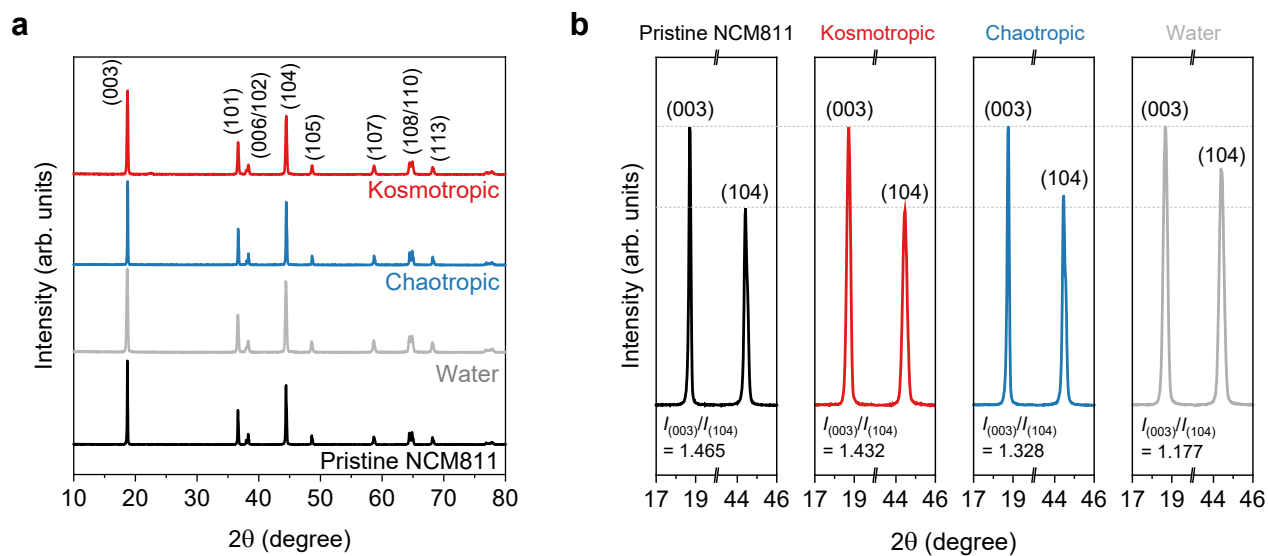 a
Intensity (arb. units)
(003)
(101)
(006/102)
(104)
(105)
(107)
(108/110)
(113)
Kosmotropic
Chaotropic
Water
Pristine NCM811
10 20 30 40 50 60 70 80
2θ (degree)
b
Intensity (arb. units)
Pristine NCM811
(003)
(104)
I(003)/I(104)
= 1.465
17 19 44 46
Kosmotropic
(003)
(104)
I(003)/I(104)
= 1.432
17 19 44 46
Chaotropic
(003)
(104)
I(003)/I(104)
= 1.328
17 19 44 46
Water
(003)
(104)
I(003)/I(104)
= 1.177
17 19 44 46
2θ (degree)